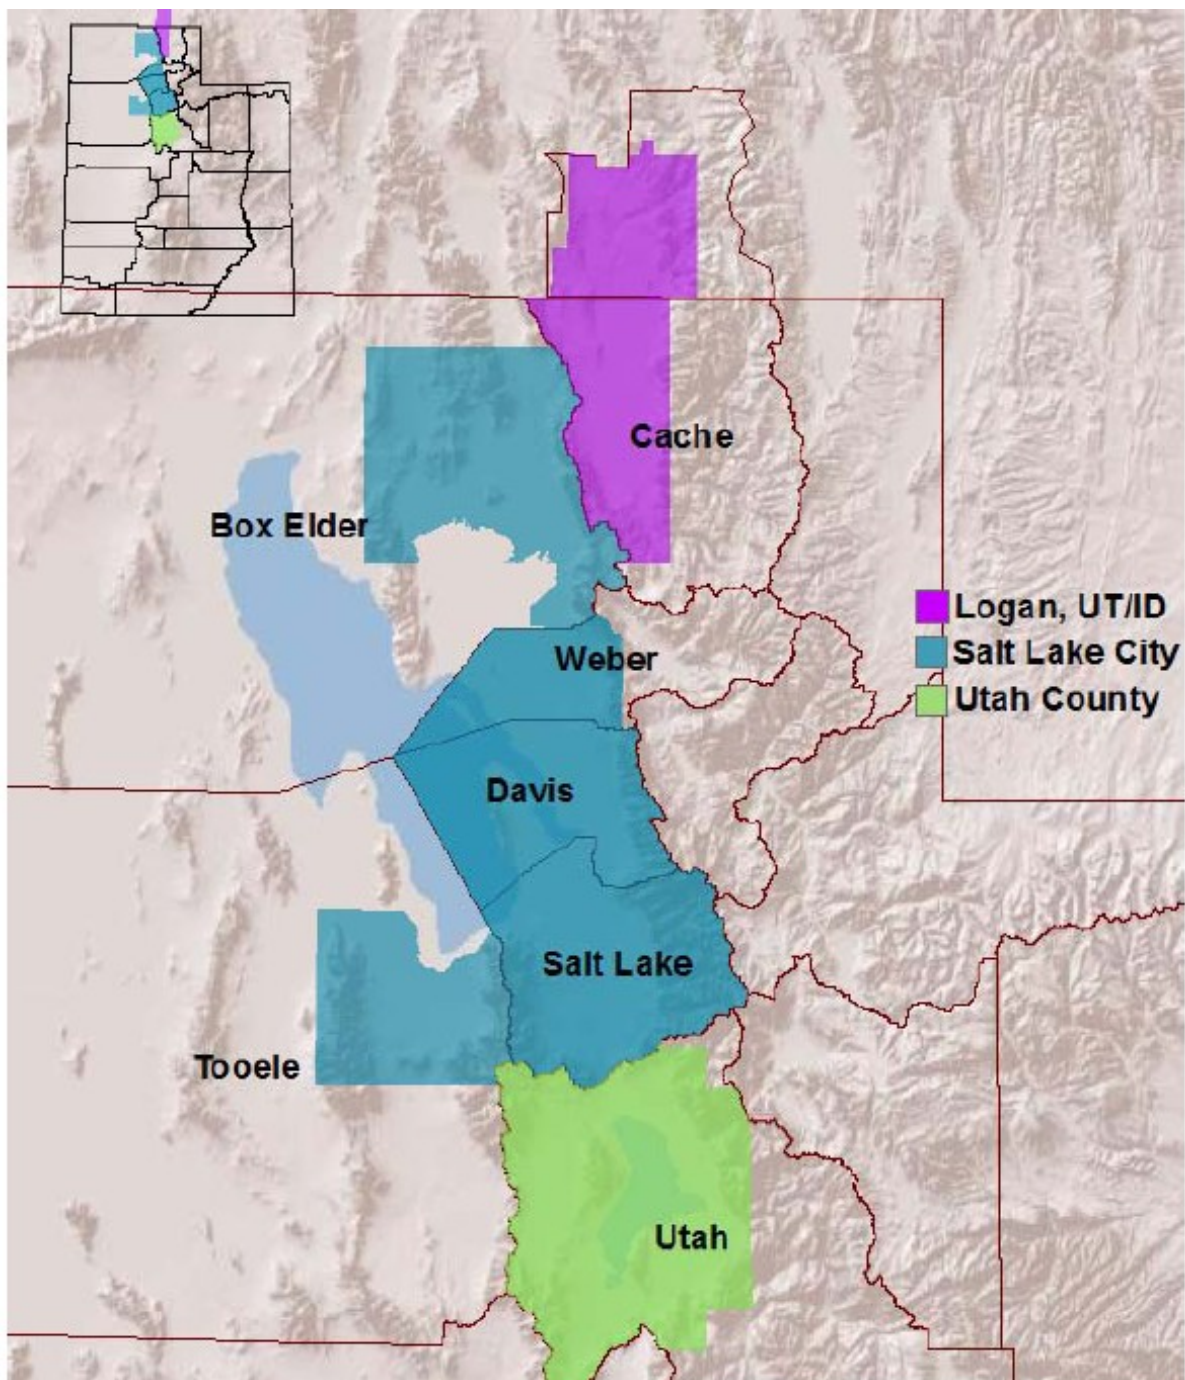 Cache
Box Elder
Logan, UT/ID
Salt Lake City
Utah County
Weber
Davis
Salt Lake
Tooele
Utah